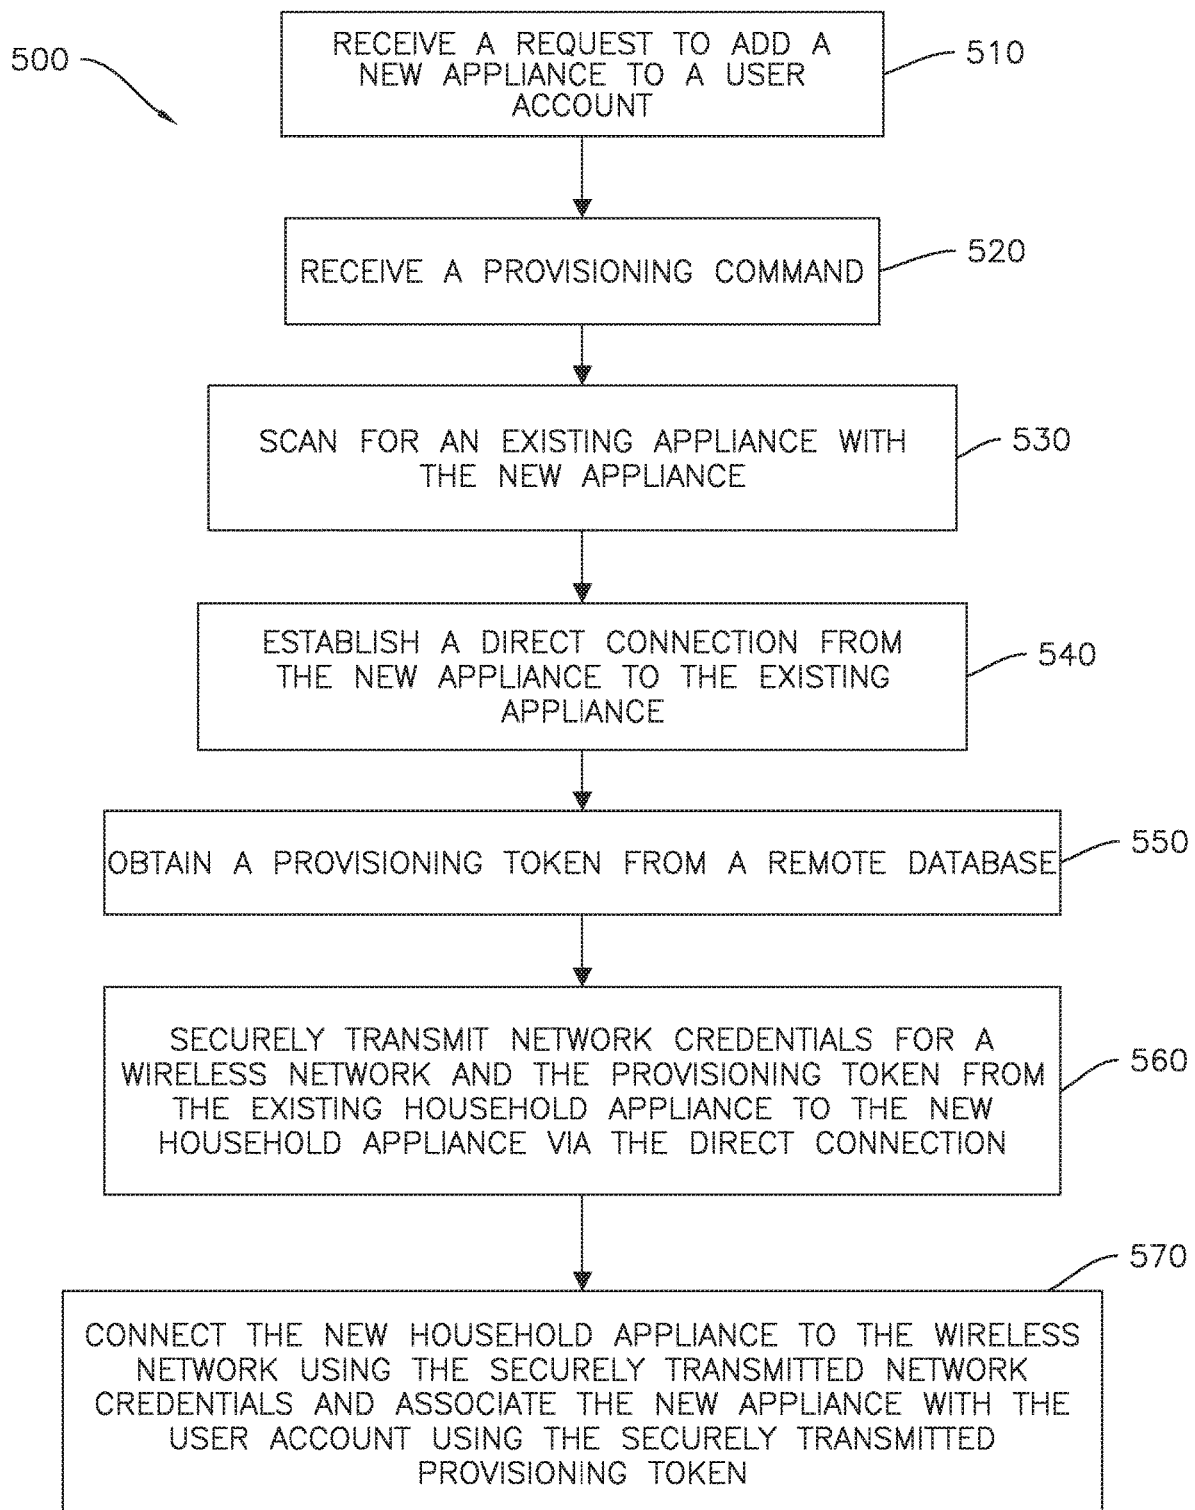 500
RECEIVE A REQUEST TO ADD A
NEW APPLIANCE TO A USER
ACCOUNT
510
RECEIVE A PROVISIONING COMMAND
520
SCAN FOR AN EXISTING APPLIANCE WITH
THE NEW APPLIANCE
530
ESTABLISH A DIRECT CONNECTION FROM
THE NEW APPLIANCE TO THE EXISTING
APPLIANCE
540
OBTAIN A PROVISIONING TOKEN FROM A REMOTE DATABASE
550
SECURELY TRANSMIT NETWORK CREDENTIALS FOR A
WIRELESS NETWORK AND THE PROVISIONING TOKEN FROM
THE EXISTING HOUSEHOLD APPLIANCE TO THE NEW
HOUSEHOLD APPLIANCE VIA THE DIRECT CONNECTION
560
CONNECT THE NEW HOUSEHOLD APPLIANCE TO THE WIRELESS
NETWORK USING THE SECURELY TRANSMITTED NETWORK
CREDENTIALS AND ASSOCIATE THE NEW APPLIANCE WITH THE
USER ACCOUNT USING THE SECURELY TRANSMITTED
PROVISIONING TOKEN
570